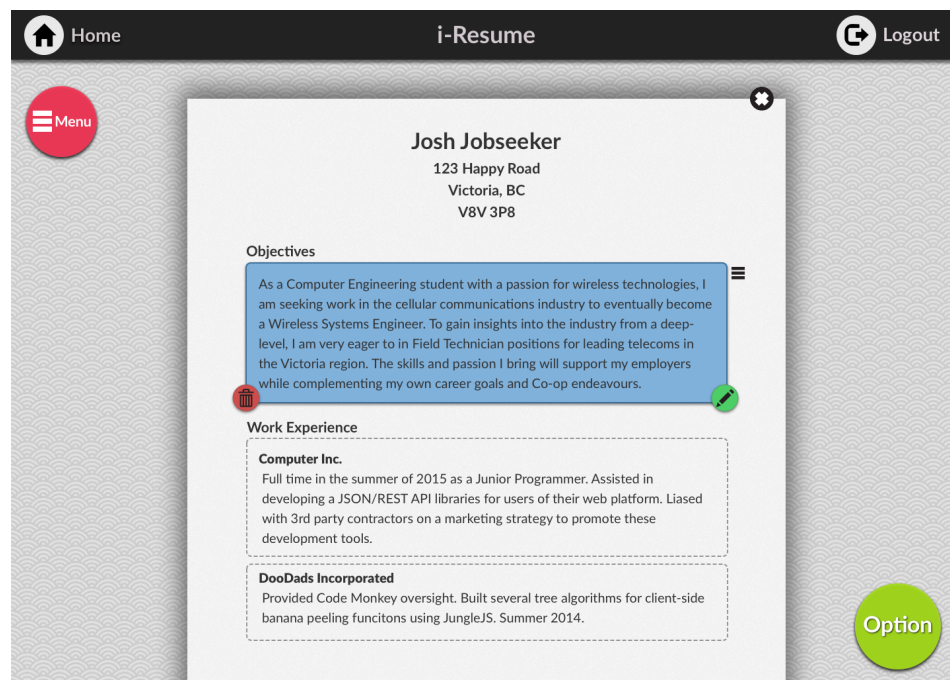 Home
i-Resume
Logout
Menu
Josh Jobseeker
123 Happy Road
Victoria, BC
V8V 3P8
Objectives
As a Computer Engineering student with a passion for wireless technologies, I
am seeking work in the cellular communications industry to eventually become
a Wireless Systems Engineer. To gain insights into the industry from a deep-
level, I am very eager to in Field Technician positions for leading telecoms in
the Victoria region. The skills and passion I bring will support my employers
while complementing my own career goals and Co-op endeavours.
Work Experience
Computer Inc.
Full time in the summer of 2015 as a Junior Programmer. Assisted in
developing a JSON/REST API libraries for users of their web platform. Liased
with 3rd party contractors on a marketing strategy to promote these
development tools.
DooDads Incorporated
Provided Code Monkey oversight. Built several tree algorithms for client-side
banana peeling funcitons using JungleJS. Summer 2014.
Option